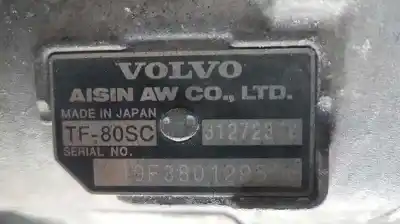 VOLVO
AISIN AW CO., LTD.
MADE IN JAPAN
TF-80SC
SERIAL NO.